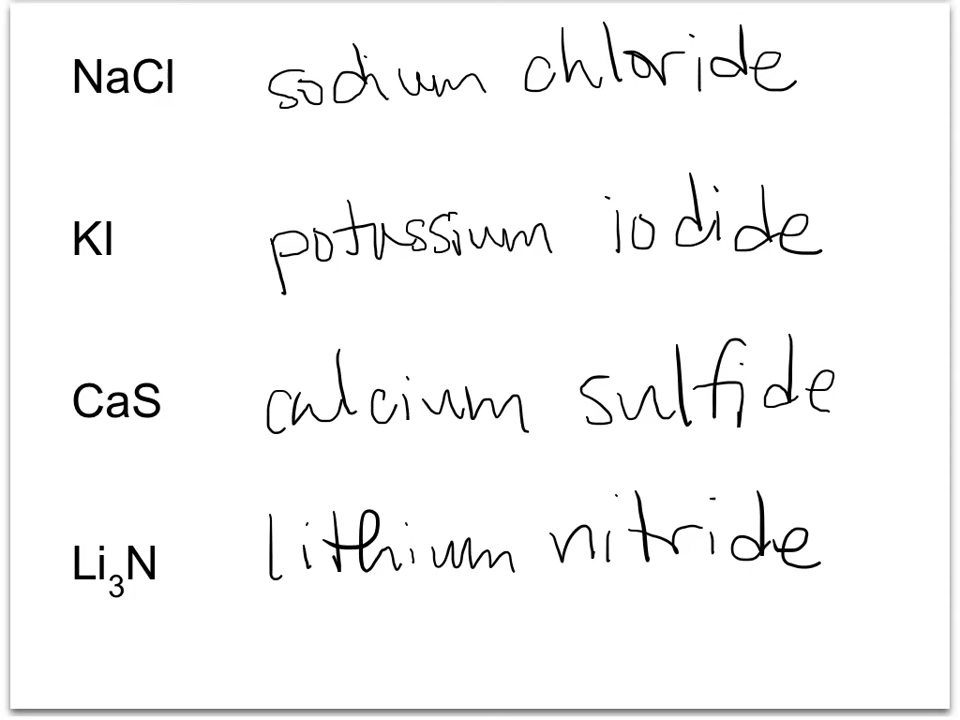 NaCl sodium chloride
KI potassium iodide
CaS calcium sulfide
Li₃N lithium nitride